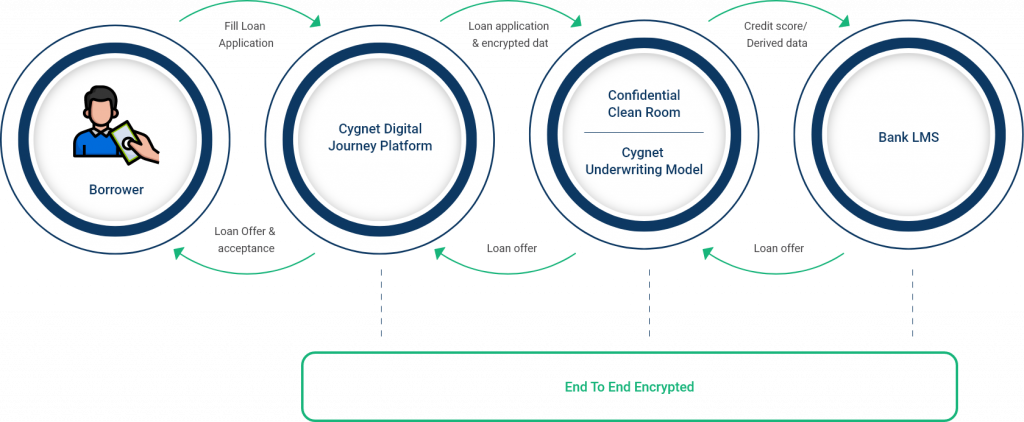 Fill Loan
Application
Loan application
& encrypted dat
Credit score/
Derived data
Borrower
Cygnet Digital
Journey Platform
Confidential
Clean Room
Cygnet
Underwriting Model
Bank LMS
Loan Offer &
acceptance
Loan offer
Loan offer
End To End Encrypted